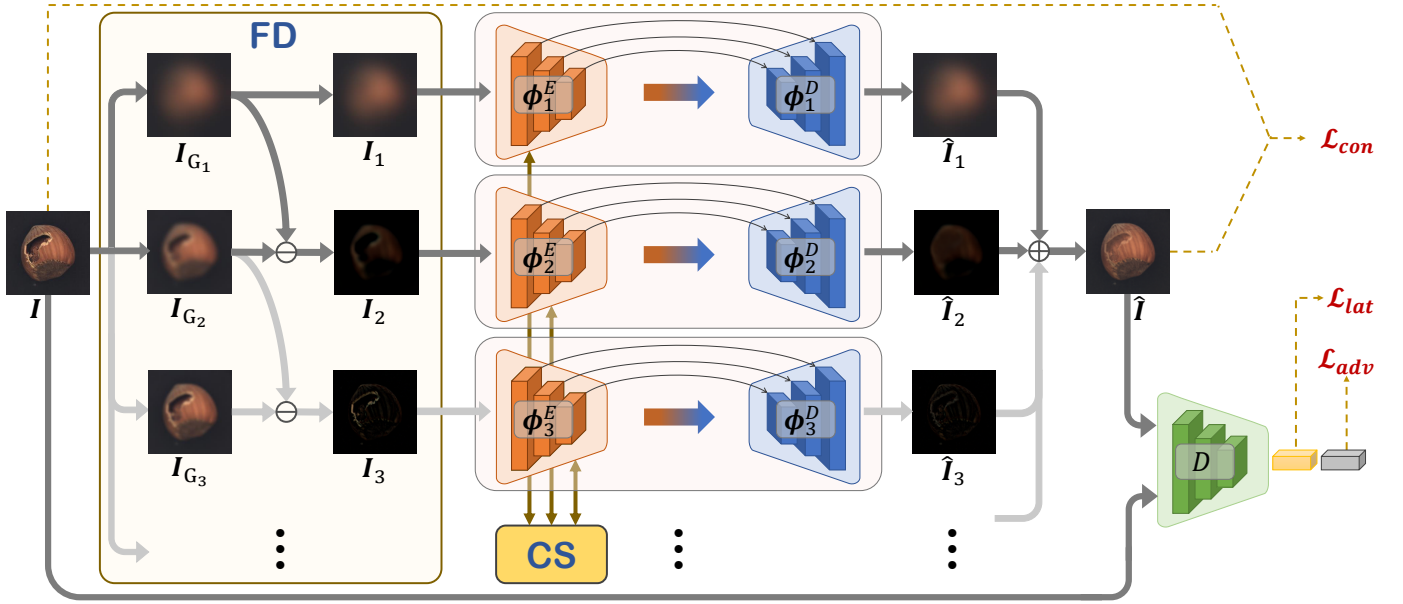 FD
I_{G_1}
I_1
ϕ_1^E
ϕ_1^D
Î_1
𝓛_{con}
I
I_{G_2}
I_2
ϕ_2^E
ϕ_2^D
Î_2
Î
𝓛_{lat}
𝓛_{adv}
I_{G_3}
I_3
ϕ_3^E
ϕ_3^D
Î_3
D
CS